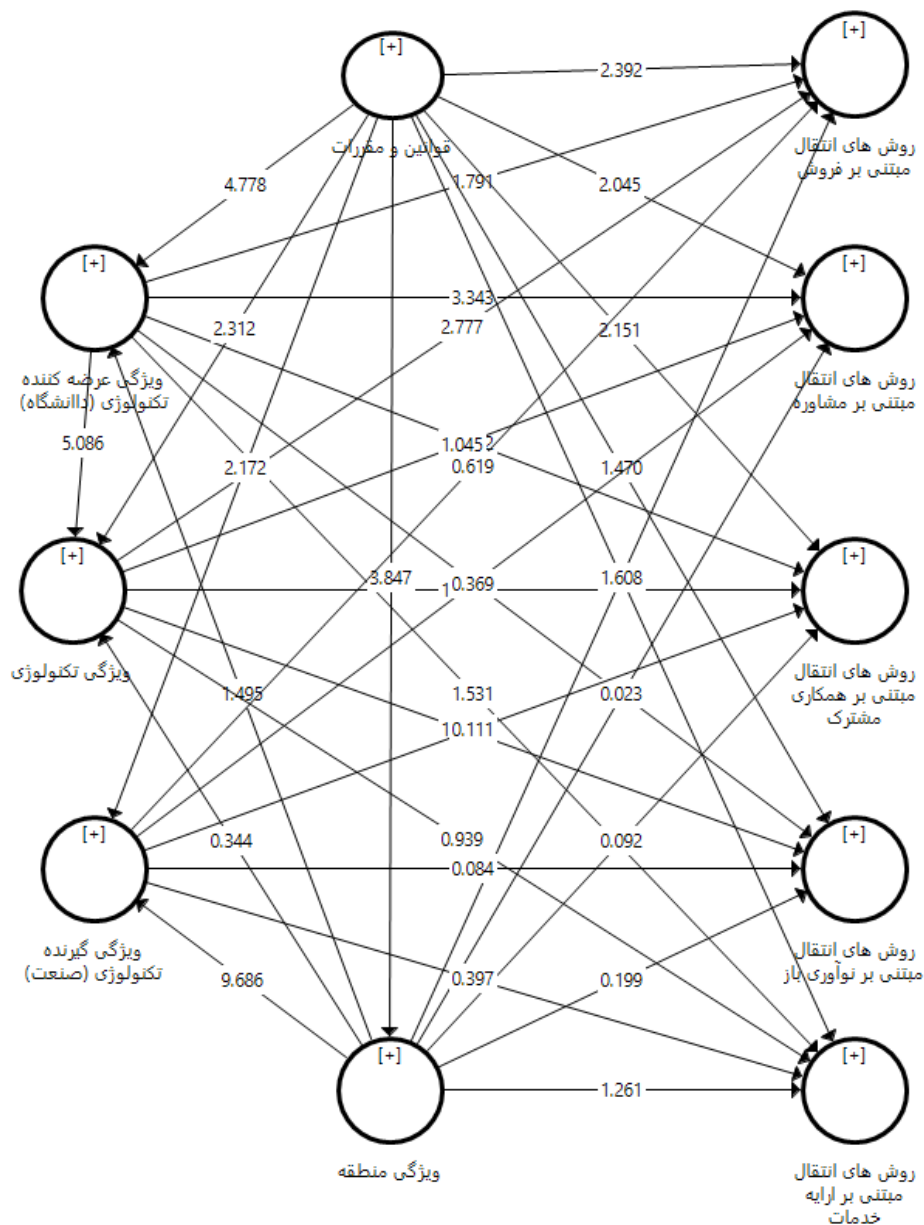 [+]
[+]
2.392
قوانین و مقررات
روش های انتقال
مبتنی بر فروش
4.778
1.791
2.045
[+]
[+]
3.343
2.312
2.777
2.151
ویژگی عرضه کننده
تکنولوژی (داانشگاه)
روش های انتقال
مبتنی بر مشاوره
5.086
2.172
1.045
0.619
1.470
[+]
[+]
3.847
0.369
1.608
ویژگی تکنولوژی
روش های انتقال
مبتنی بر همکاری
مشترک
1.495
1.531
0.023
10.111
[+]
[+]
0.344
0.939
0.092
0.084
ویژگی گیرنده
تکنولوژی (صنعت)
روش های انتقال
مبتنی بر نوآوری باز
9.686
0.397
0.199
[+]
[+]
1.261
ویژگی منطقه
روش های انتقال
مبتنی بر ارایه
خدمات